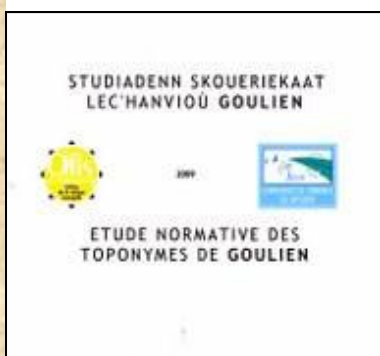 STUDIADENN SKOUERIEKAAT
LEC'HANVIOÙ GOULIEN
2009
ETUDE NORMATIVE DES
TOPONYMES DE GOULIEN